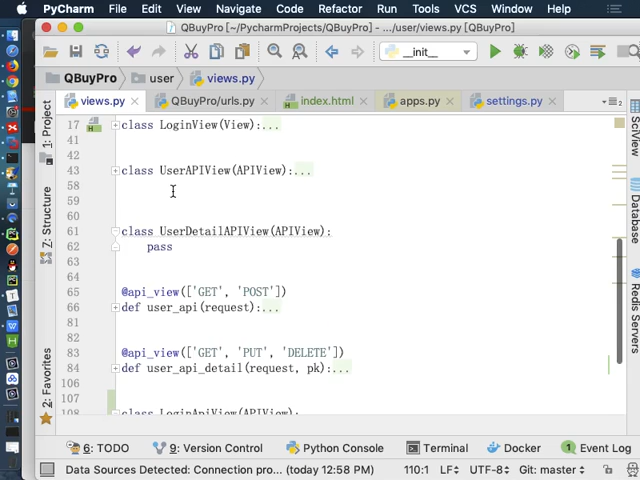 PyCharm File Edit View Navigate Code Refactor Run Tools VCS Window Help
QBuyPro [~/PycharmProjects/QBuyPro] - .../user/views.py [QBuyPro]
__init__
QBuyPro user views.py
views.py QBuyPro/urls.py index.html apps.py settings.py
17 class LoginView(View):...
41
42
43 class UserAPIView(APIView):...
58
59
60
61 class UserDetailAPIView(APIView):
62 pass
63
64
65 @api_view(['GET', 'POST'])
66 def user_api(request):...
81
82
83 @api_view(['GET', 'PUT', 'DELETE'])
84 def user_api_detail(request, pk):...
106
107
108 class LoginApiView(APIView):
1: Project
7: Structure
2: Favorites
SciView
Database
Redis Servers
6: TODO 9: Version Control Python Console Terminal Docker 1 Event Log
Data Sources Detected: Connection pro... (today 12:58 PM) 110:1 LF UTF-8 Git: master